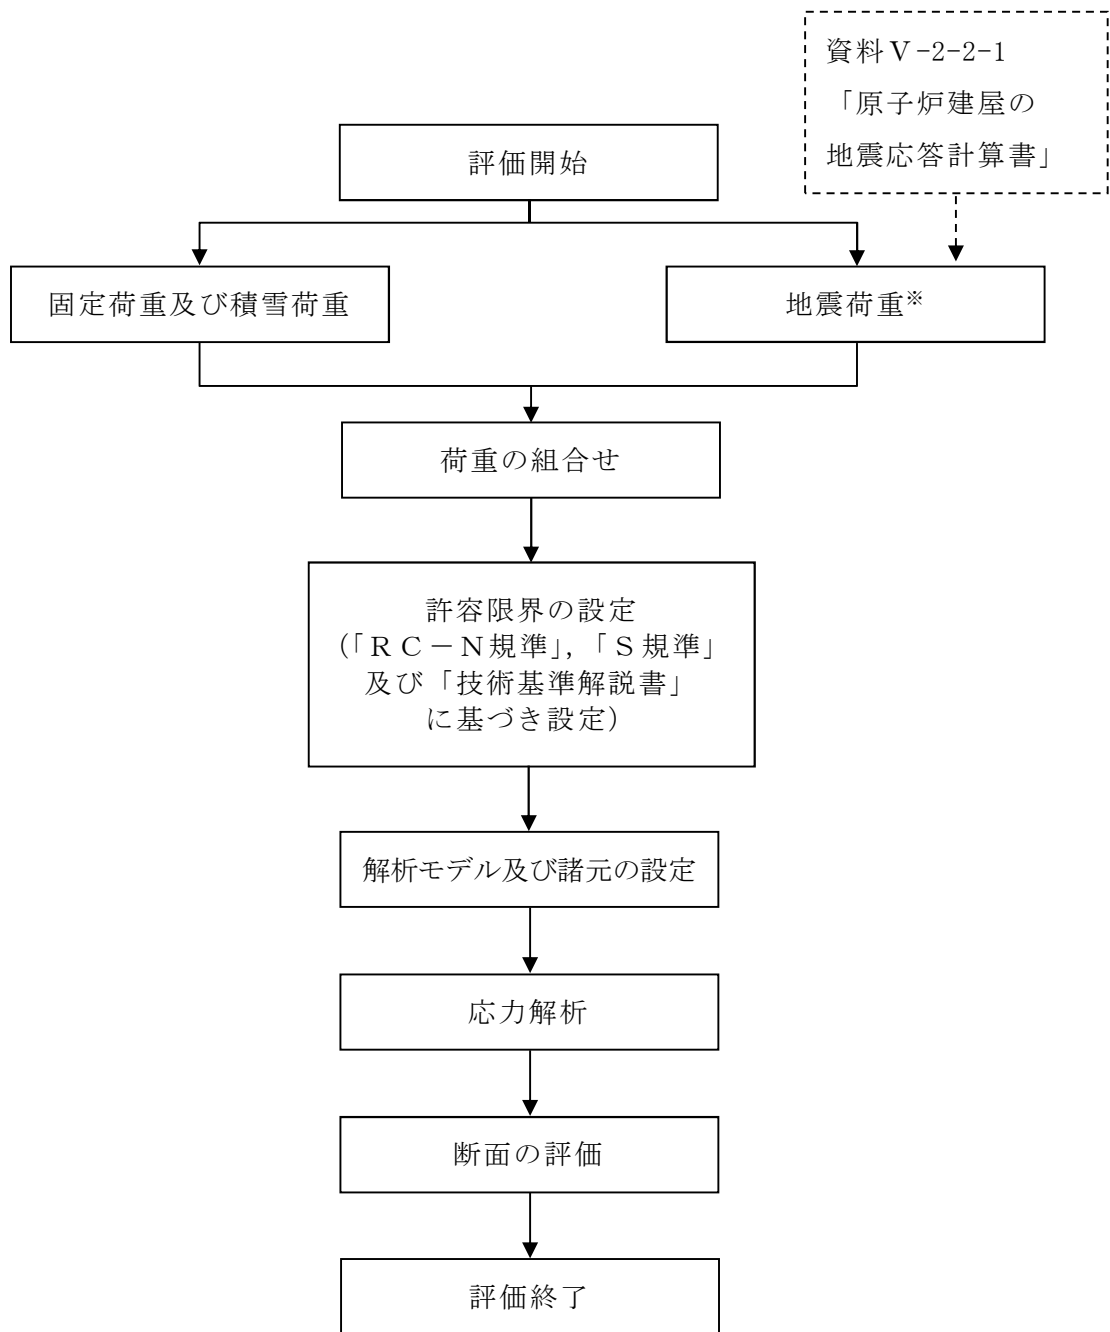 資料Ⅴ-2-2-1
「原子炉建屋の
地震応答計算書」
評価開始
固定荷重及び積雪荷重
地震荷重※
荷重の組合せ
許容限界の設定
(「ＲＣ－Ｎ規準」，「Ｓ規準」
及び「技術基準解説書」
に基づき設定)
解析モデル及び諸元の設定
応力解析
断面の評価
評価終了